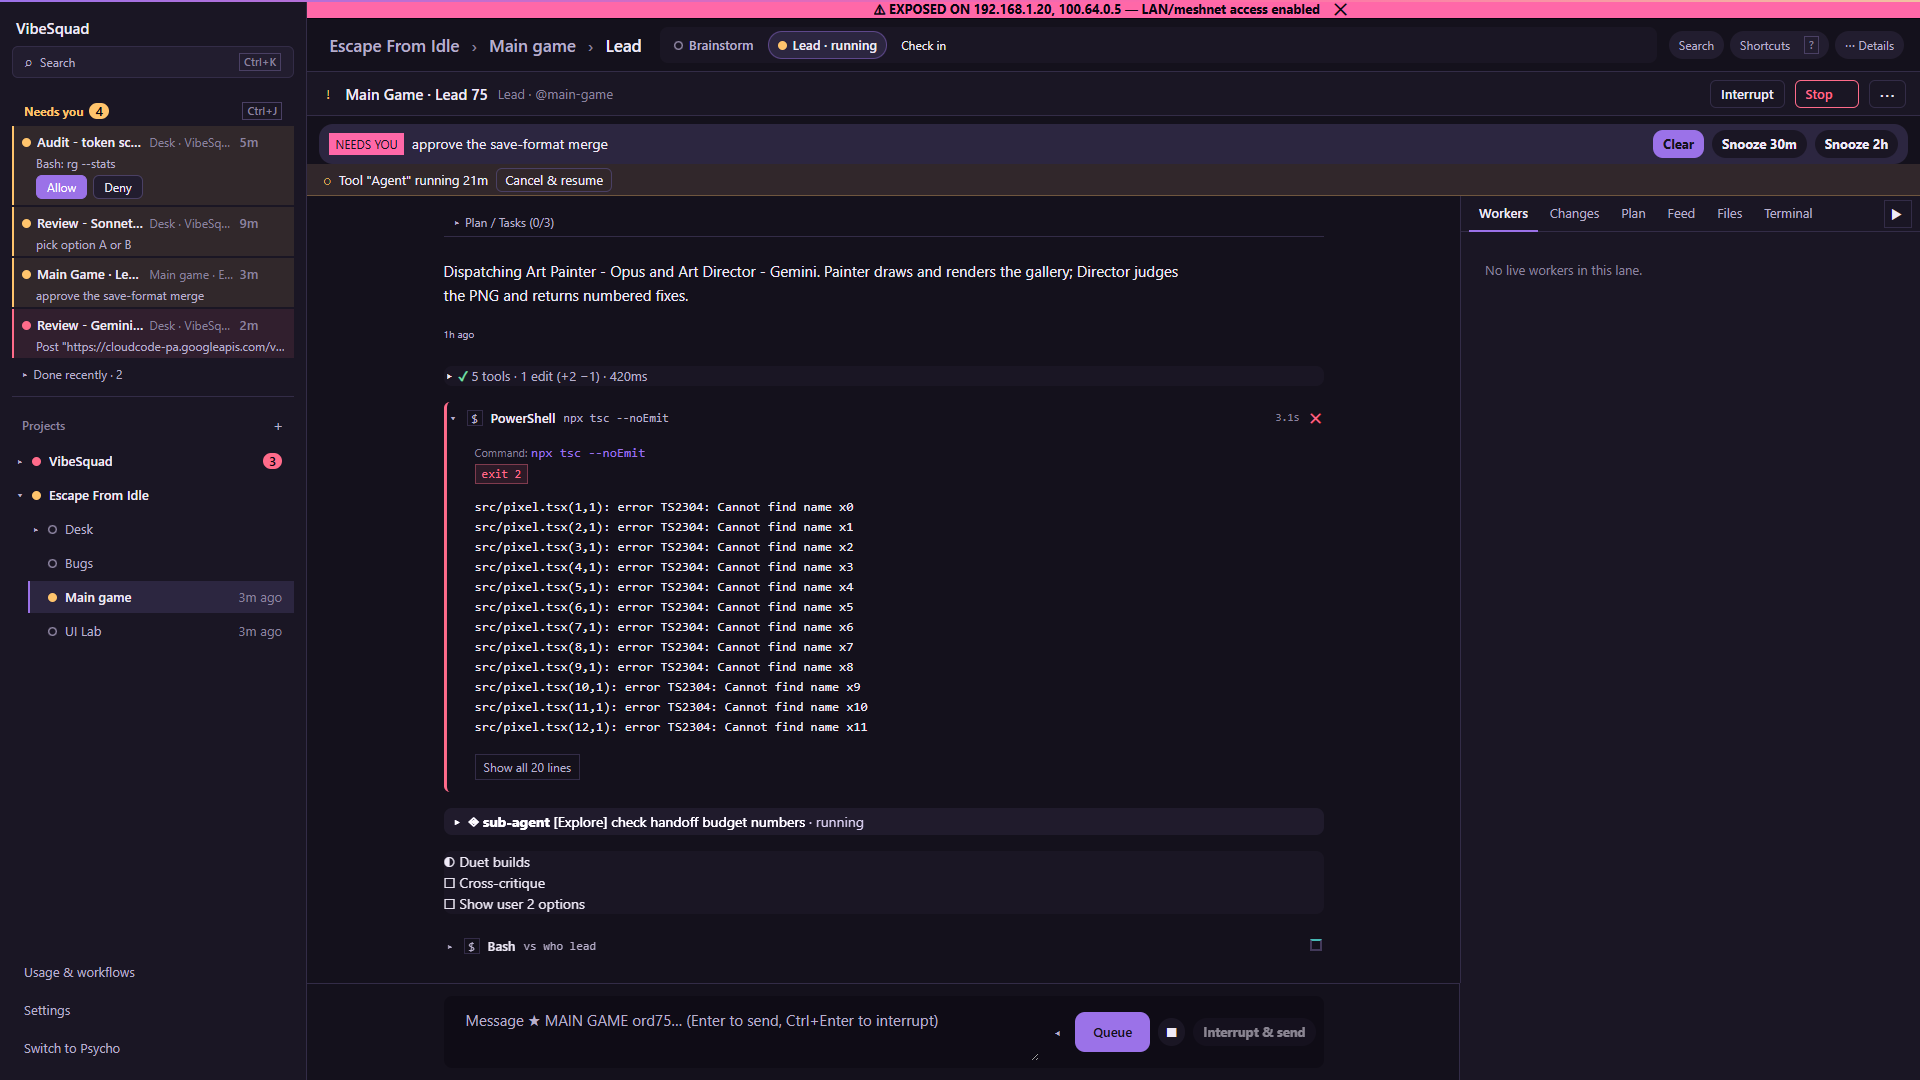 ⚠ EXPOSED ON 192.168.1.20, 100.64.0.5 — LAN/meshnet access enabled ✕
VibeSquad
Search Ctrl+K
Needs you 4 Ctrl+J
Audit - token sc... Desk · VibeSq... 5m
Bash: rg --stats
Allow Deny
Review - Sonnet... Desk · VibeSq... 9m
pick option A or B
Main Game · Le... Main game · E... 3m
approve the save-format merge
Review - Gemini... Desk · VibeSq... 2m
Post "https://cloudcode-pa.googleapis.com/v...
Done recently · 2
Projects +
VibeSquad 3
Escape From Idle
Desk
Bugs
Main game 3m ago
UI Lab 3m ago
Usage & workflows
Settings
Switch to Psycho
Escape From Idle › Main game › Lead
Brainstorm Lead · running Check in
Search Shortcuts ? ··· Details
! Main Game · Lead 75 Lead · @main-game
Interrupt Stop ...
NEEDS YOU approve the save-format merge
Clear Snooze 30m Snooze 2h
Tool "Agent" running 21m Cancel & resume
Plan / Tasks (0/3)
Dispatching Art Painter - Opus and Art Director - Gemini. Painter draws and renders the gallery; Director judges
the PNG and returns numbered fixes.
1h ago
✓ 5 tools · 1 edit (+2 −1) · 420ms
$ PowerShell npx tsc --noEmit 3.1s ✕
Command: npx tsc --noEmit
exit 2
src/pixel.tsx(1,1): error TS2304: Cannot find name x0
src/pixel.tsx(2,1): error TS2304: Cannot find name x1
src/pixel.tsx(3,1): error TS2304: Cannot find name x2
src/pixel.tsx(4,1): error TS2304: Cannot find name x3
src/pixel.tsx(5,1): error TS2304: Cannot find name x4
src/pixel.tsx(6,1): error TS2304: Cannot find name x5
src/pixel.tsx(7,1): error TS2304: Cannot find name x6
src/pixel.tsx(8,1): error TS2304: Cannot find name x7
src/pixel.tsx(9,1): error TS2304: Cannot find name x8
src/pixel.tsx(10,1): error TS2304: Cannot find name x9
src/pixel.tsx(11,1): error TS2304: Cannot find name x10
src/pixel.tsx(12,1): error TS2304: Cannot find name x11
Show all 20 lines
sub-agent [Explore] check handoff budget numbers · running
◐ Duet builds
☐ Cross-critique
☐ Show user 2 options
$ Bash vs who lead
Message ★ MAIN GAME ord75... (Enter to send, Ctrl+Enter to interrupt)
Queue Interrupt & send
Workers Changes Plan Feed Files Terminal
No live workers in this lane.